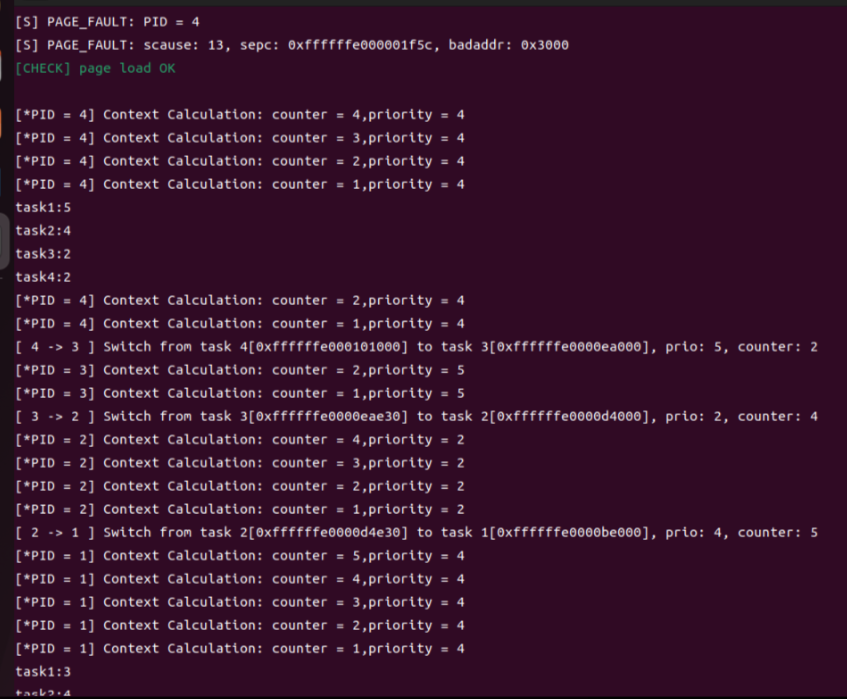 [S] PAGE_FAULT: PID = 4
[S] PAGE_FAULT: scause: 13, sepc: 0xffffffe000001f5c, badaddr: 0x3000
[CHECK] page load OK
[*PID = 4] Context Calculation: counter = 4,priority = 4
[*PID = 4] Context Calculation: counter = 3,priority = 4
[*PID = 4] Context Calculation: counter = 2,priority = 4
[*PID = 4] Context Calculation: counter = 1,priority = 4
task1:5
task2:4
task3:2
task4:2
[*PID = 4] Context Calculation: counter = 2,priority = 4
[*PID = 4] Context Calculation: counter = 1,priority = 4
[ 4 -> 3 ] Switch from task 4[0xffffffe000101000] to task 3[0xffffffe0000ea000], prio: 5, counter: 2
[*PID = 3] Context Calculation: counter = 2,priority = 5
[*PID = 3] Context Calculation: counter = 1,priority = 5
[ 3 -> 2 ] Switch from task 3[0xffffffe0000eae30] to task 2[0xffffffe0000d4000], prio: 2, counter: 4
[*PID = 2] Context Calculation: counter = 4,priority = 2
[*PID = 2] Context Calculation: counter = 3,priority = 2
[*PID = 2] Context Calculation: counter = 2,priority = 2
[*PID = 2] Context Calculation: counter = 1,priority = 2
[ 2 -> 1 ] Switch from task 2[0xffffffe0000d4e30] to task 1[0xffffffe0000be000], prio: 4, counter: 5
[*PID = 1] Context Calculation: counter = 5,priority = 4
[*PID = 1] Context Calculation: counter = 4,priority = 4
[*PID = 1] Context Calculation: counter = 3,priority = 4
[*PID = 1] Context Calculation: counter = 2,priority = 4
[*PID = 1] Context Calculation: counter = 1,priority = 4
task1:3
task2:4